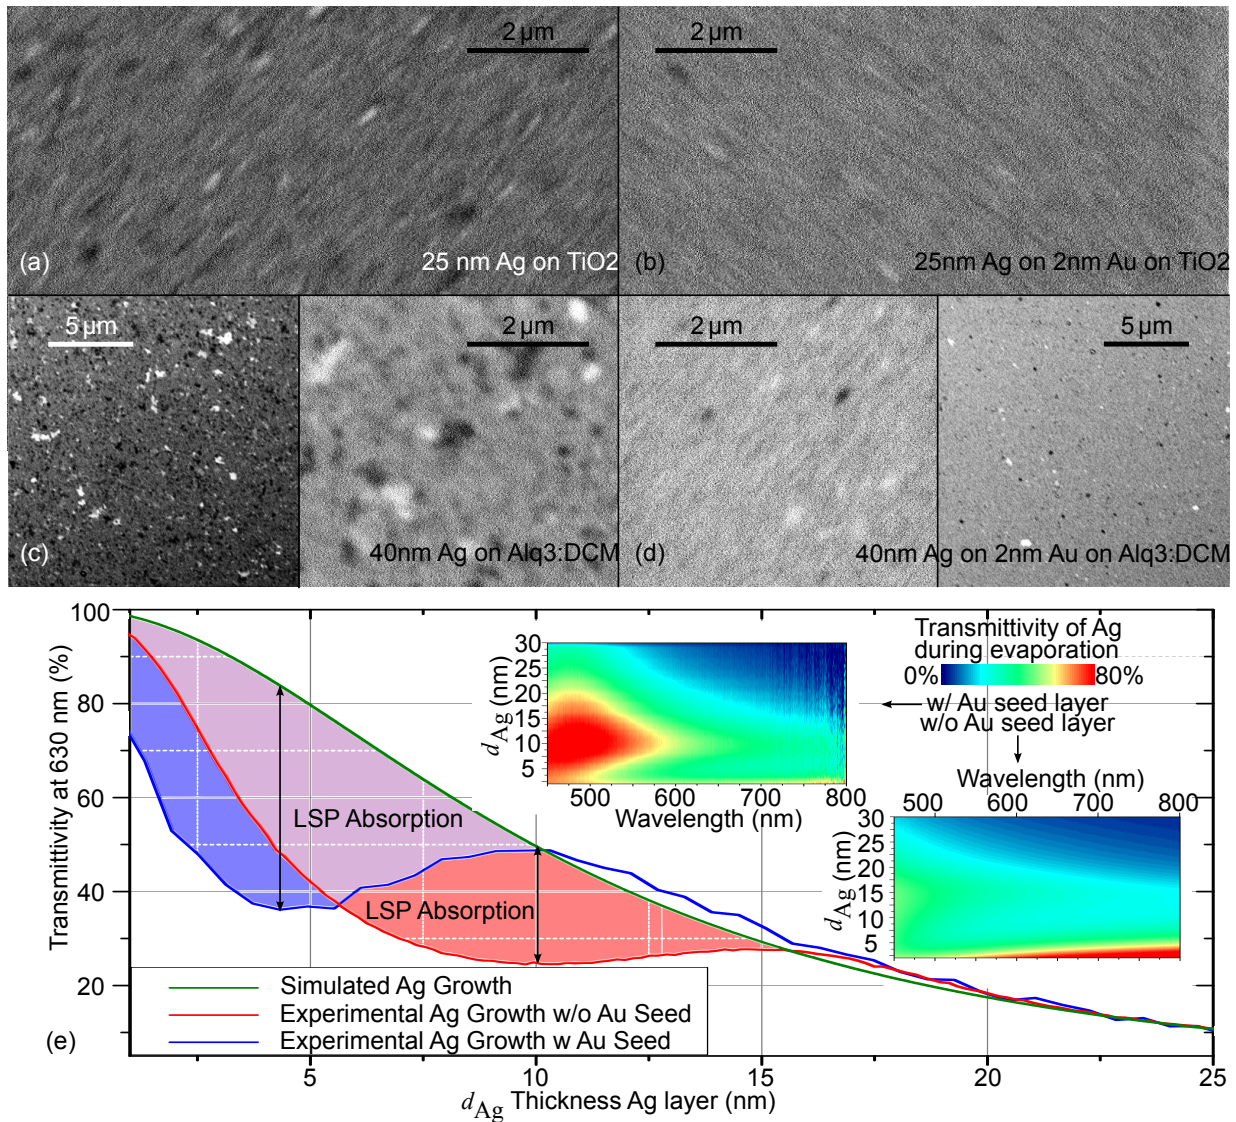 2 µm
2 µm
(a)
25 nm Ag on TiO2
(b)
25nm Ag on 2nm Au on TiO2
5 µm
2 µm
2 µm
5 µm
(c)
40nm Ag on Alq3:DCM
(d)
40nm Ag on 2nm Au on Alq3:DCM
100
80
60
40
20
Transmittivity at 630 nm (%)
LSP Absorption
LSP Absorption
30
25
20
15
10
5
dAg (nm)
500 600 700 800
Wavelength (nm)
Transmittivity of Ag
during evaporation
0% 80%
w/ Au seed layer
w/o Au seed layer
Wavelength (nm)
500 600 700 800
30
25
20
15
10
5
dAg (nm)
Simulated Ag Growth
Experimental Ag Growth w/o Au Seed
Experimental Ag Growth w Au Seed
(e)
5 10 15 20 25
dAg Thickness Ag layer (nm)